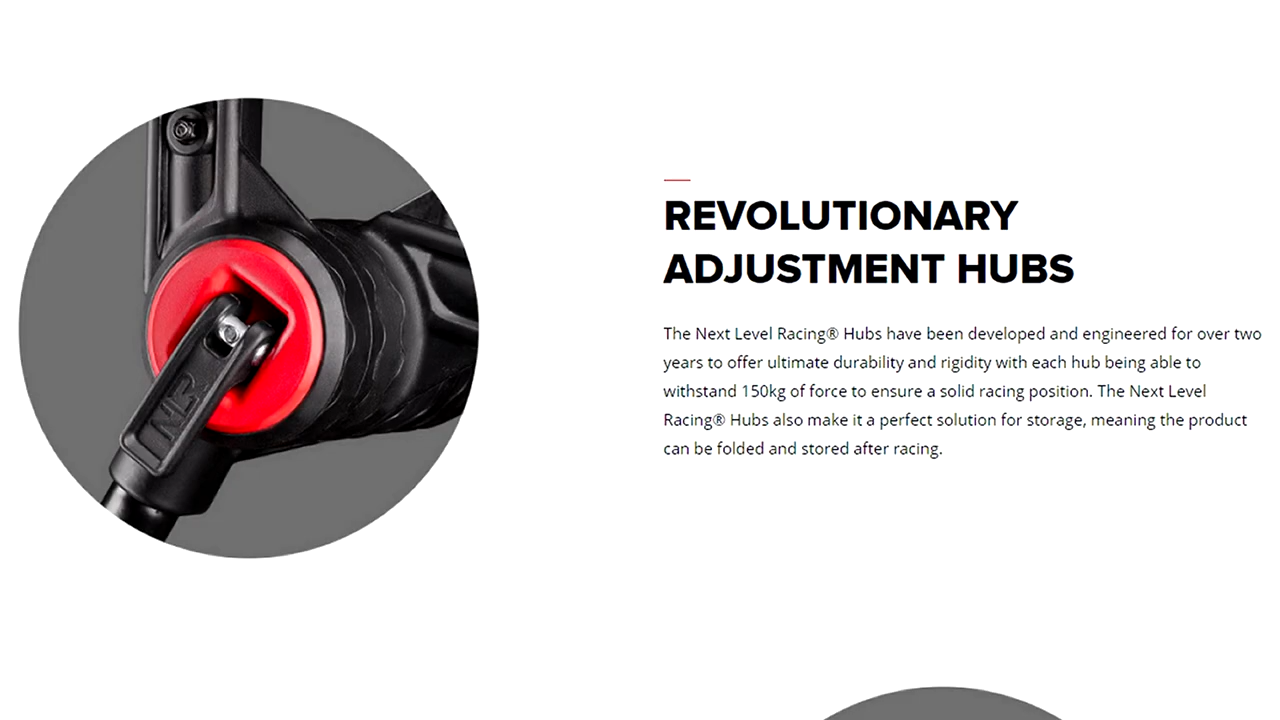 REVOLUTIONARY
ADJUSTMENT HUBS
The Next Level Racing® Hubs have been developed and engineered for over two
years to offer ultimate durability and rigidity with each hub being able to
withstand 150kg of force to ensure a solid racing position. The Next Level
Racing® Hubs also make it a perfect solution for storage, meaning the product
can be folded and stored after racing.
NLR